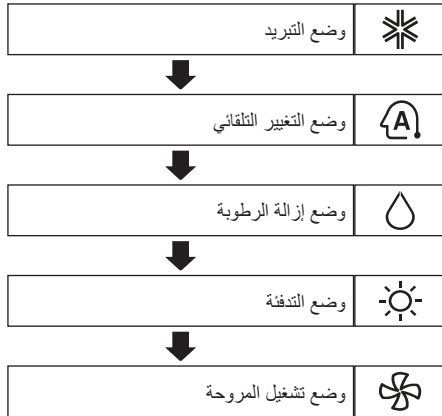 وضع التبريد
وضع التغيير التلقائي
A
وضع إزالة الرطوبة
وضع التدفئة
وضع تشغيل المروحة